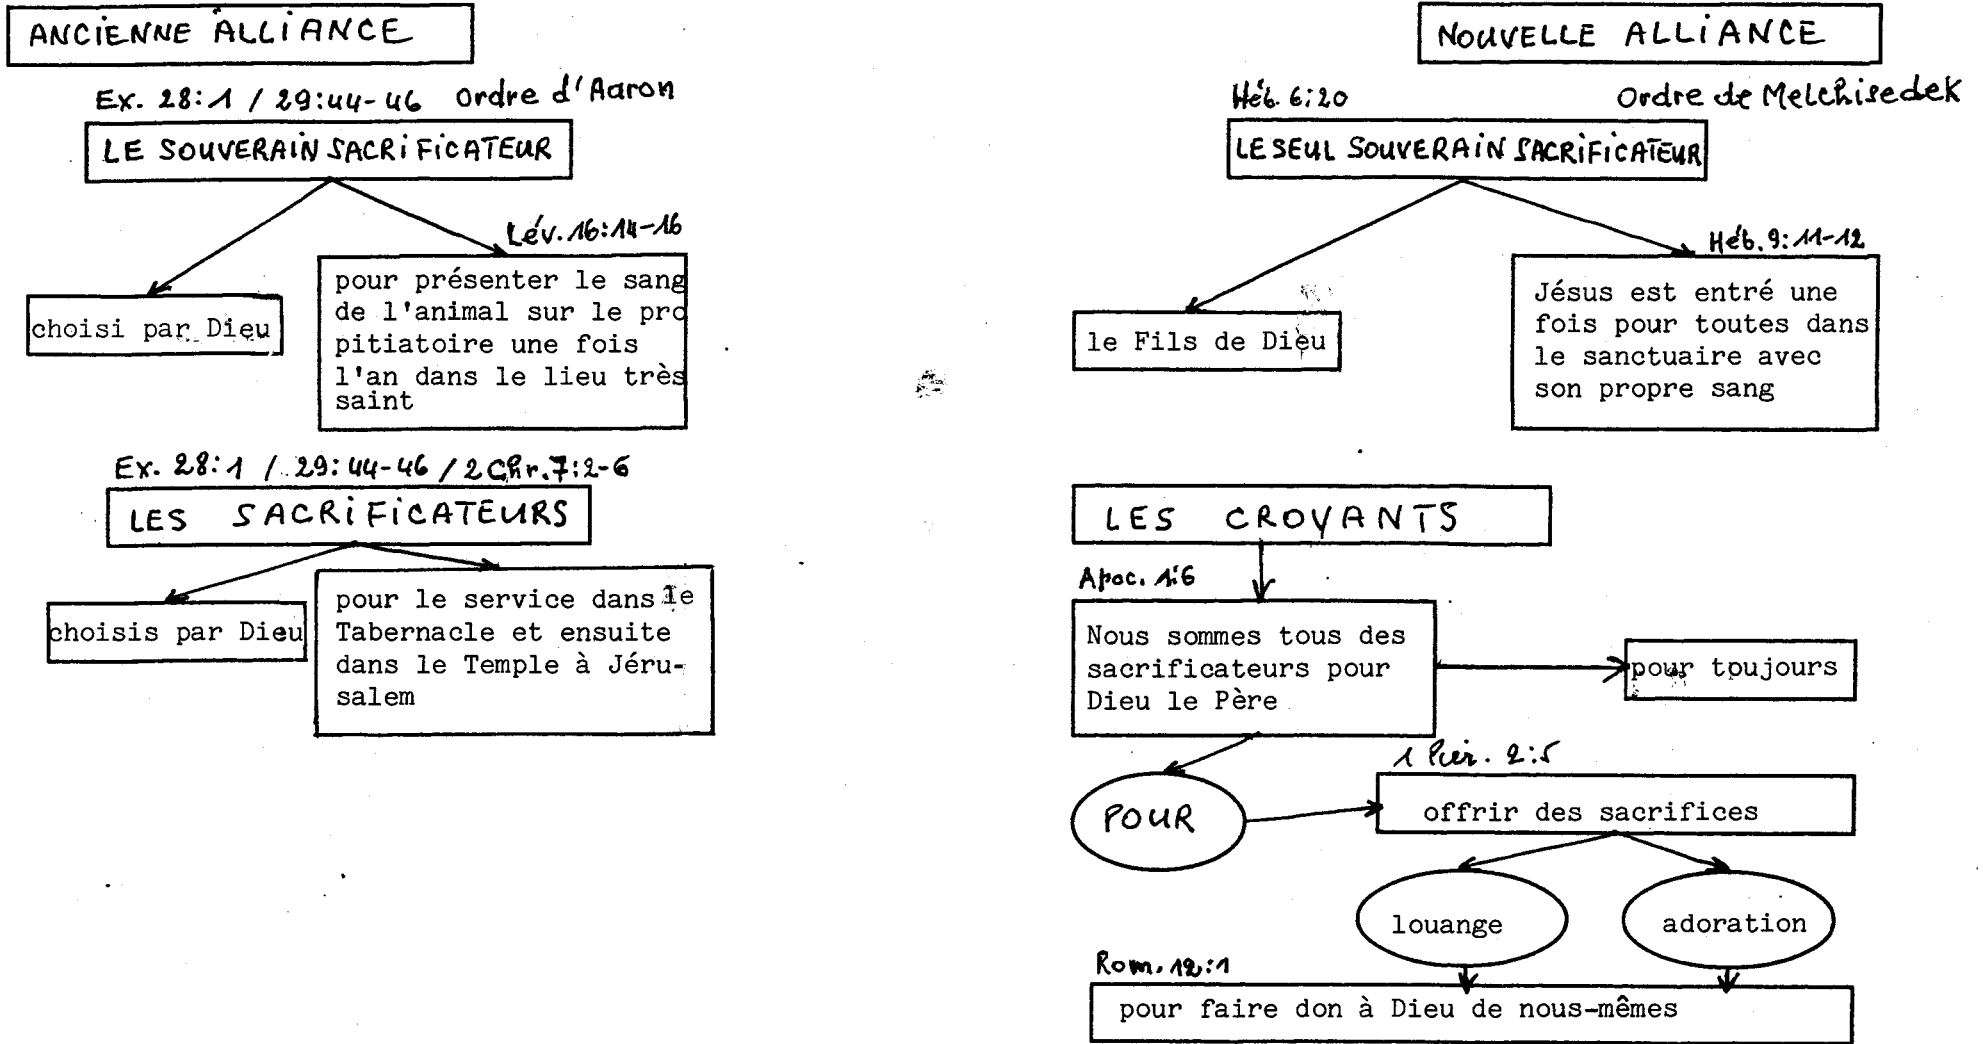 ANCIENNE ALLIANCE
Ex. 28:1 / 29:44-46 Ordre d'Aaron
LE SOUVERAIN SACRIFICATEUR
Lév. 16:14-16
choisi par Dieu
pour présenter le sang
de l'animal sur le pro
pitiatoire une fois
l'an dans le lieu très
saint
Ex. 28:1 / 29:44-46 / 2 Chr. 7:2-6
LES SACRIFICATEURS
choisis par Dieu
pour le service dans le
Tabernacle et ensuite
dans le Temple à Jéru-
salem
NOUVELLE ALLIANCE
Héb. 6:20 Ordre de Melchisedek
LE SEUL SOUVERAIN SACRIFICATEUR
Héb. 9:11-12
le Fils de Dieu
Jésus est entré une
fois pour toutes dans
le sanctuaire avec
son propre sang
LES CROYANTS
Apoc. 1:6
Nous sommes tous des
sacrificateurs pour
Dieu le Père
pour toujours
1 Pier. 2:5
POUR
offrir des sacrifices
louange
adoration
Rom. 12:1
pour faire don à Dieu de nous-mêmes